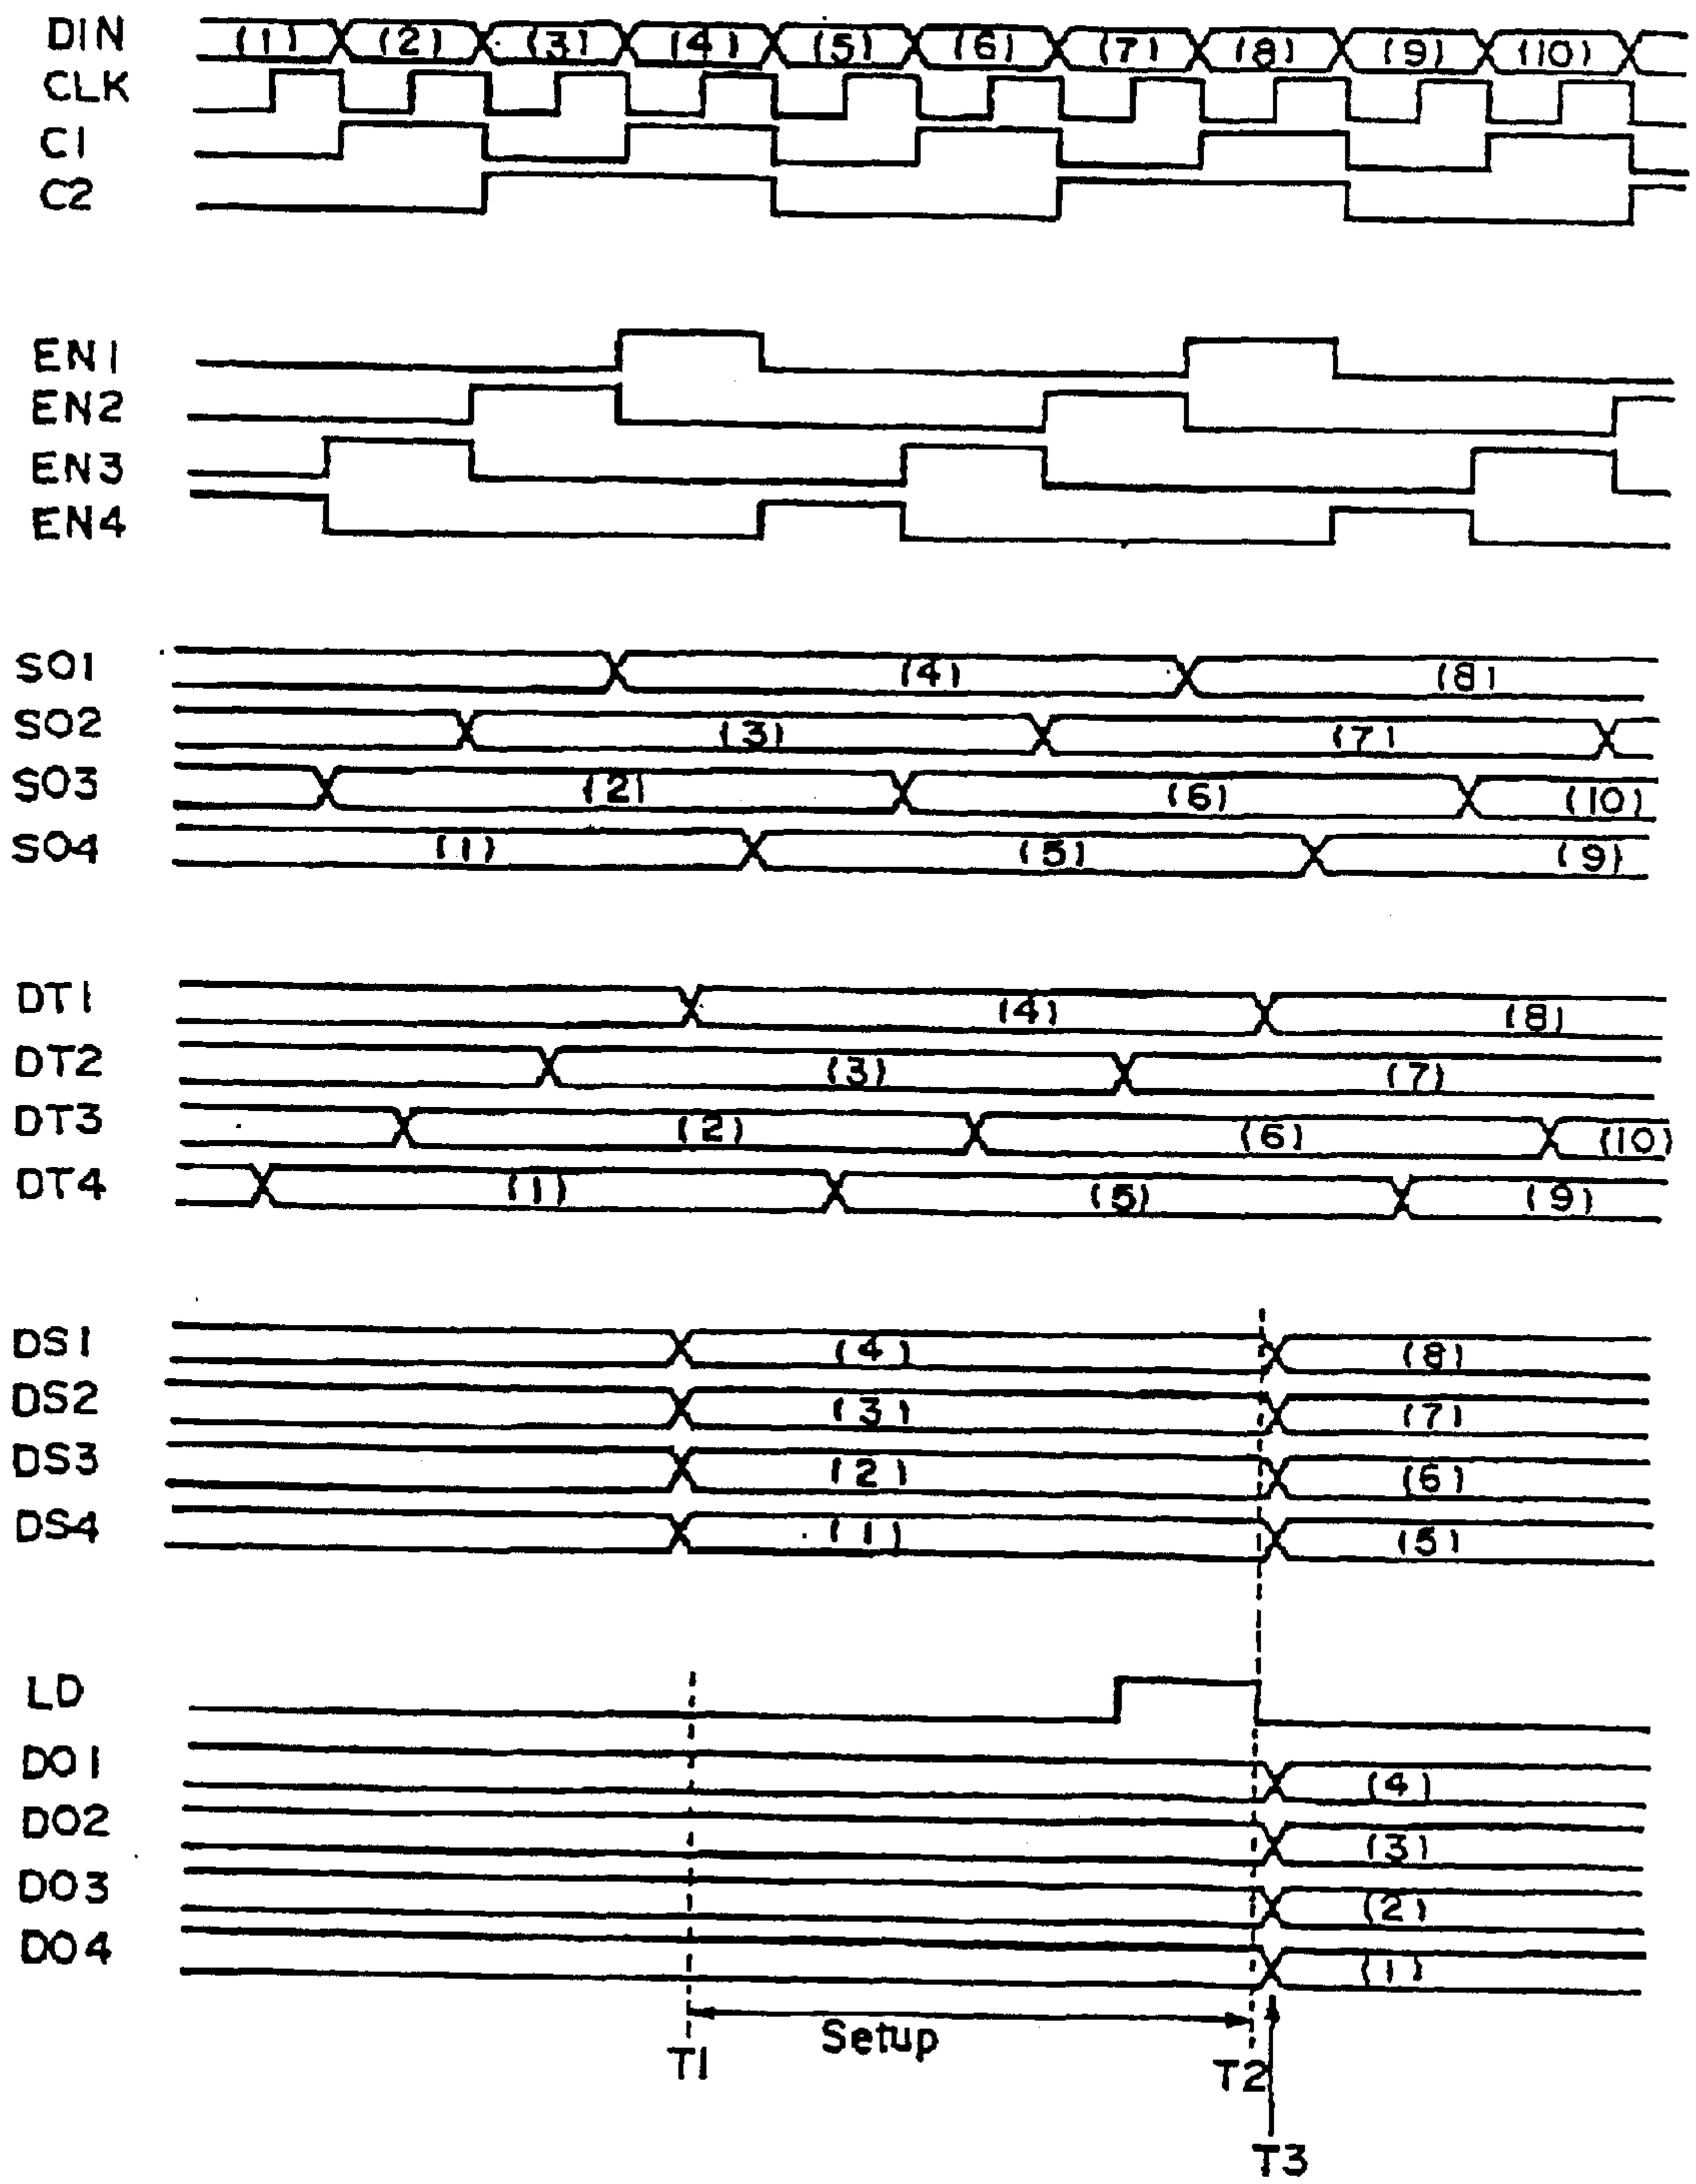 DIN (1) (2) (3) (4) (5) (6) (7) (8) (9) (10)
CLK
C1
C2
EN1
EN2
EN3
EN4
SO1 (4) (8)
SO2 (3) (7)
SO3 (2) (6) (10)
SO4 (1) (5) (9)
DT1 (4) (8)
DT2 (3) (7)
DT3 (2) (6) (10)
DT4 (1) (5) (9)
DS1 (4) (8)
DS2 (3) (7)
DS3 (2) (6)
DS4 (1) (5)
LD
DO1 (4)
DO2 (3)
DO3 (2)
DO4 (1)
Setup
T1 T2
T3